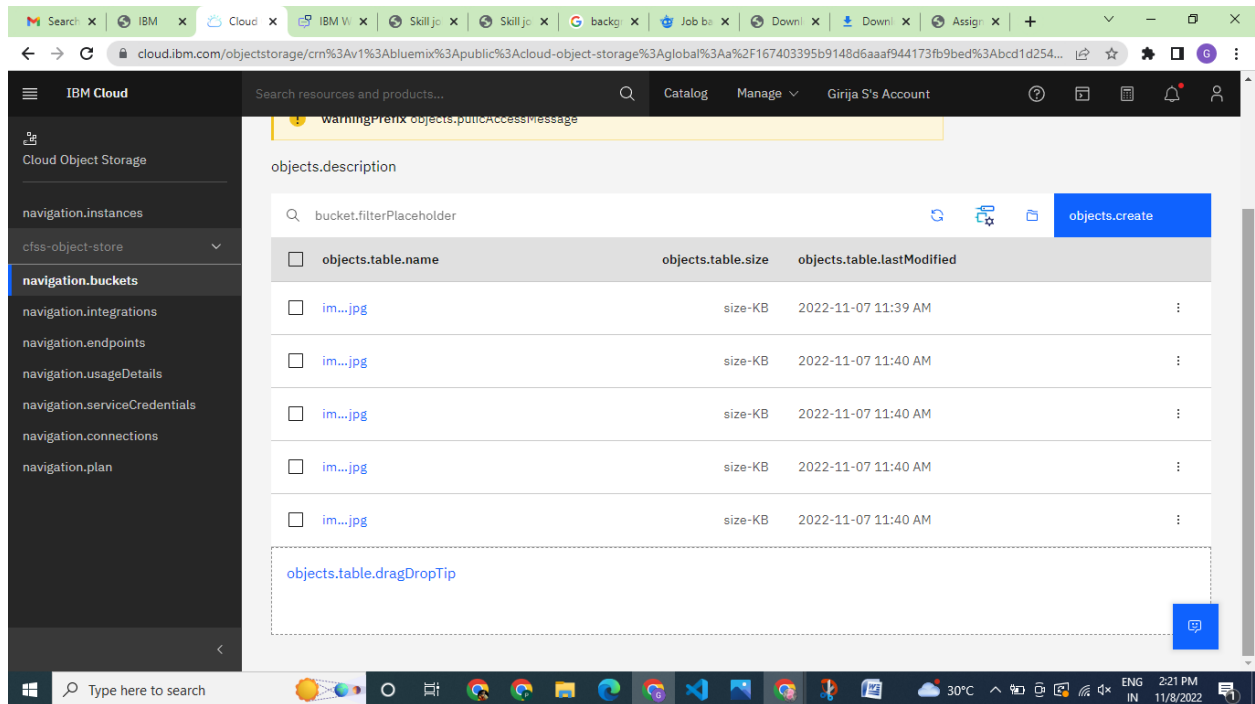 Search
IBM
Cloud
IBM W
Skill jo
Skill jo
backgr
Job ba
Downl
Downl
Assign
cloud.ibm.com/objectstorage/crn%3Av1%3Abluemix%3Apublic%3Acloud-object-storage%3Aglobal%3Aa%2F167403395b9148d6aaaf944173fb9bed%3Abcd1d254...
G
IBM Cloud
Search resources and products...
Catalog
Manage
Girija S's Account
Cloud Object Storage
navigation.instances
cfss-object-store
navigation.buckets
navigation.integrations
navigation.endpoints
navigation.usageDetails
navigation.serviceCredentials
navigation.connections
navigation.plan
warningPrefix objects.pulicAccessMessage
objects.description
bucket.filterPlaceholder
objects.create
objects.table.name objects.table.size objects.table.lastModified
im...jpg size-KB 2022-11-07 11:39 AM
im...jpg size-KB 2022-11-07 11:40 AM
im...jpg size-KB 2022-11-07 11:40 AM
im...jpg size-KB 2022-11-07 11:40 AM
im...jpg size-KB 2022-11-07 11:40 AM
objects.table.dragDropTip
Type here to search
30°C
ENG
IN
2:21 PM
11/8/2022